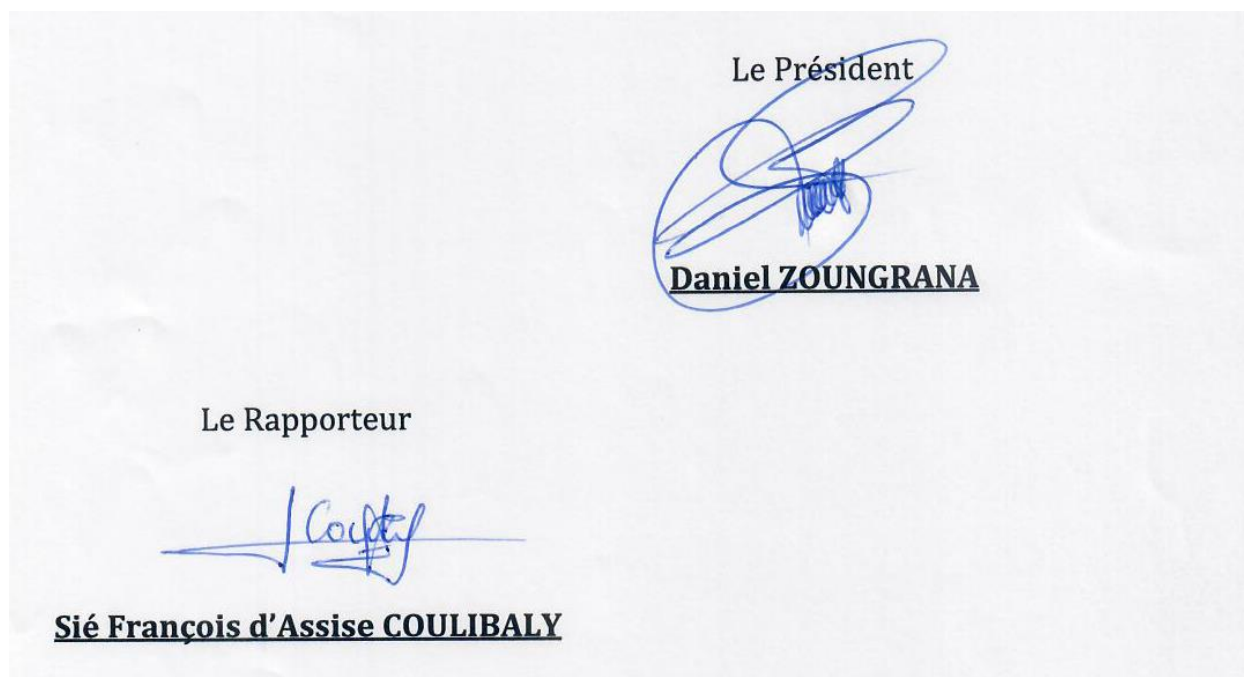 Le Président
Daniel ZOUNGRANA
Le Rapporteur
Sié François d'Assise COULIBALY